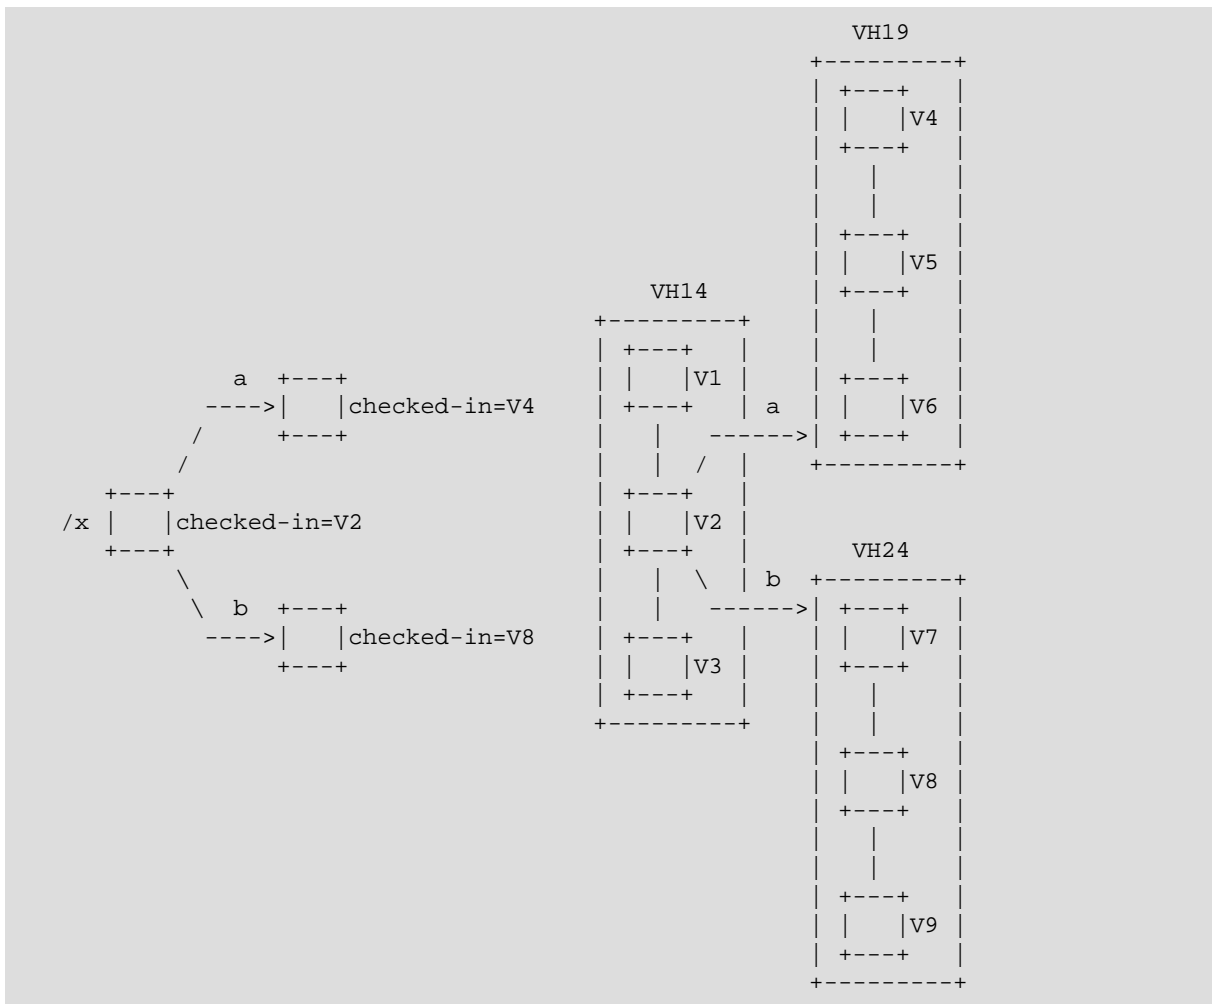 VH19
                                                        +---------+
                                                        | +---+   |
                                                        | |   |V4 |
                                                        | +---+   |
                                                        |   |     |
                                                        |   |     |
                                                        | +---+   |
                                                        | |   |V5 |
                                             VH14       | +---+   |
                                         +---------+    |   |     |
                                         | +---+   |    |   |     |
                a  +---+                 | |   |V1 |    | +---+   |
              ---->|   |checked-in=V4    | +---+   | a  | |   |V6 |
             /     +---+                 |   |   ------>| +---+   |
            /                            |   |  /  |    +---------+
       +---+                             | +---+   |
    /x |   |checked-in=V2                | |   |V2 |
       +---+                             | +---+   |       VH24
            \                            |   |  \  | b  +---------+
             \  b  +---+                 |   |   ------>| +---+   |
              ---->|   |checked-in=V8    | +---+   |    | |   |V7 |
                   +---+                 | |   |V3 |    | +---+   |
                                         | +---+   |    |   |     |
                                         +---------+    |   |     |
                                                        | +---+   |
                                                        | |   |V8 |
                                                        | +---+   |
                                                        |   |     |
                                                        |   |     |
                                                        | +---+   |
                                                        | |   |V9 |
                                                        | +---+   |
                                                        +---------+